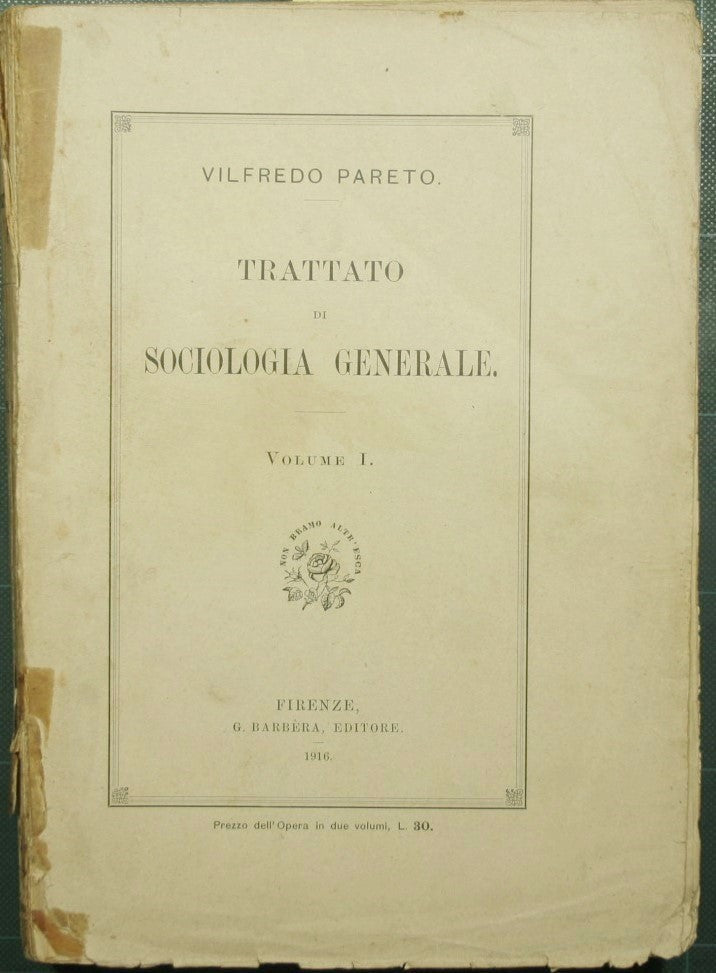 VILFREDO PARETO.
TRATTATO
DI
SOCIOLOGIA GENERALE.
VOLUME I.
NON BRAMO ALTR'ESCA
FIRENZE,
G. BARBÈRA, EDITORE.
1916.
Prezzo dell'Opera in due volumi, L. 30.